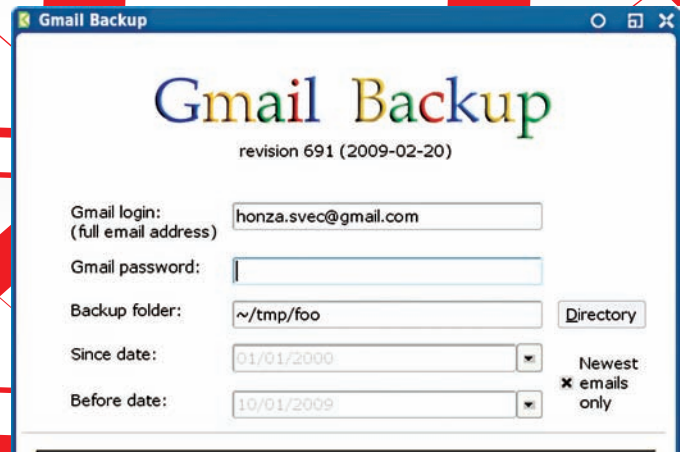 Gmail Backup
Gmail Backup
revision 691 (2009-02-20)
Gmail login:
(full email address)
honza.svec@gmail.com
Gmail password:
Backup folder:
~/tmp/foo
Directory
Since date:
01/01/2000
Before date:
10/01/2009
Newest
emails
only